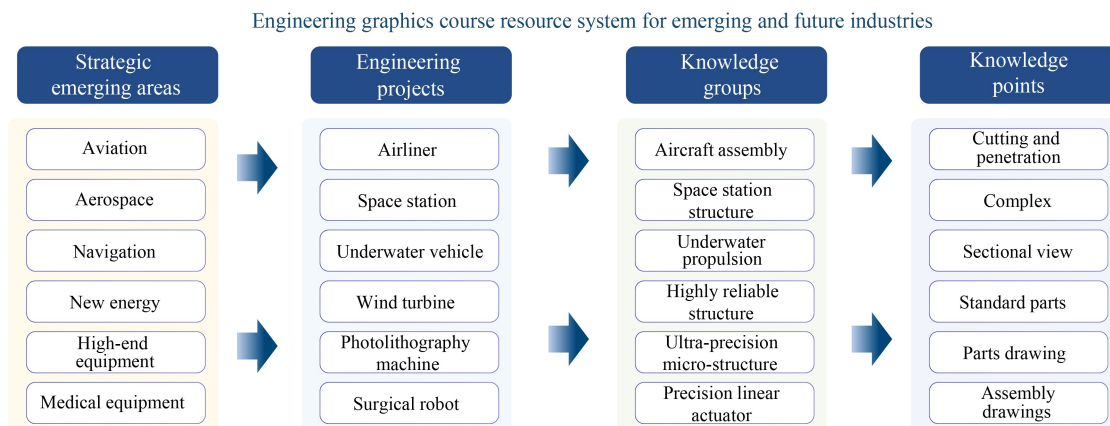 Engineering graphics course resource system for emerging and future industries
Strategic
emerging areas
Engineering
projects
Knowledge
groups
Knowledge
points
Aviation
Aerospace
Navigation
New energy
High-end
equipment
Medical equipment
Airliner
Space station
Underwater vehicle
Wind turbine
Photolithography
machine
Surgical robot
Aircraft assembly
Space station
structure
Underwater
propulsion
Highly reliable
structure
Ultra-precision
micro-structure
Precision linear
actuator
Cutting and
penetration
Complex
Sectional view
Standard parts
Parts drawing
Assembly
drawings